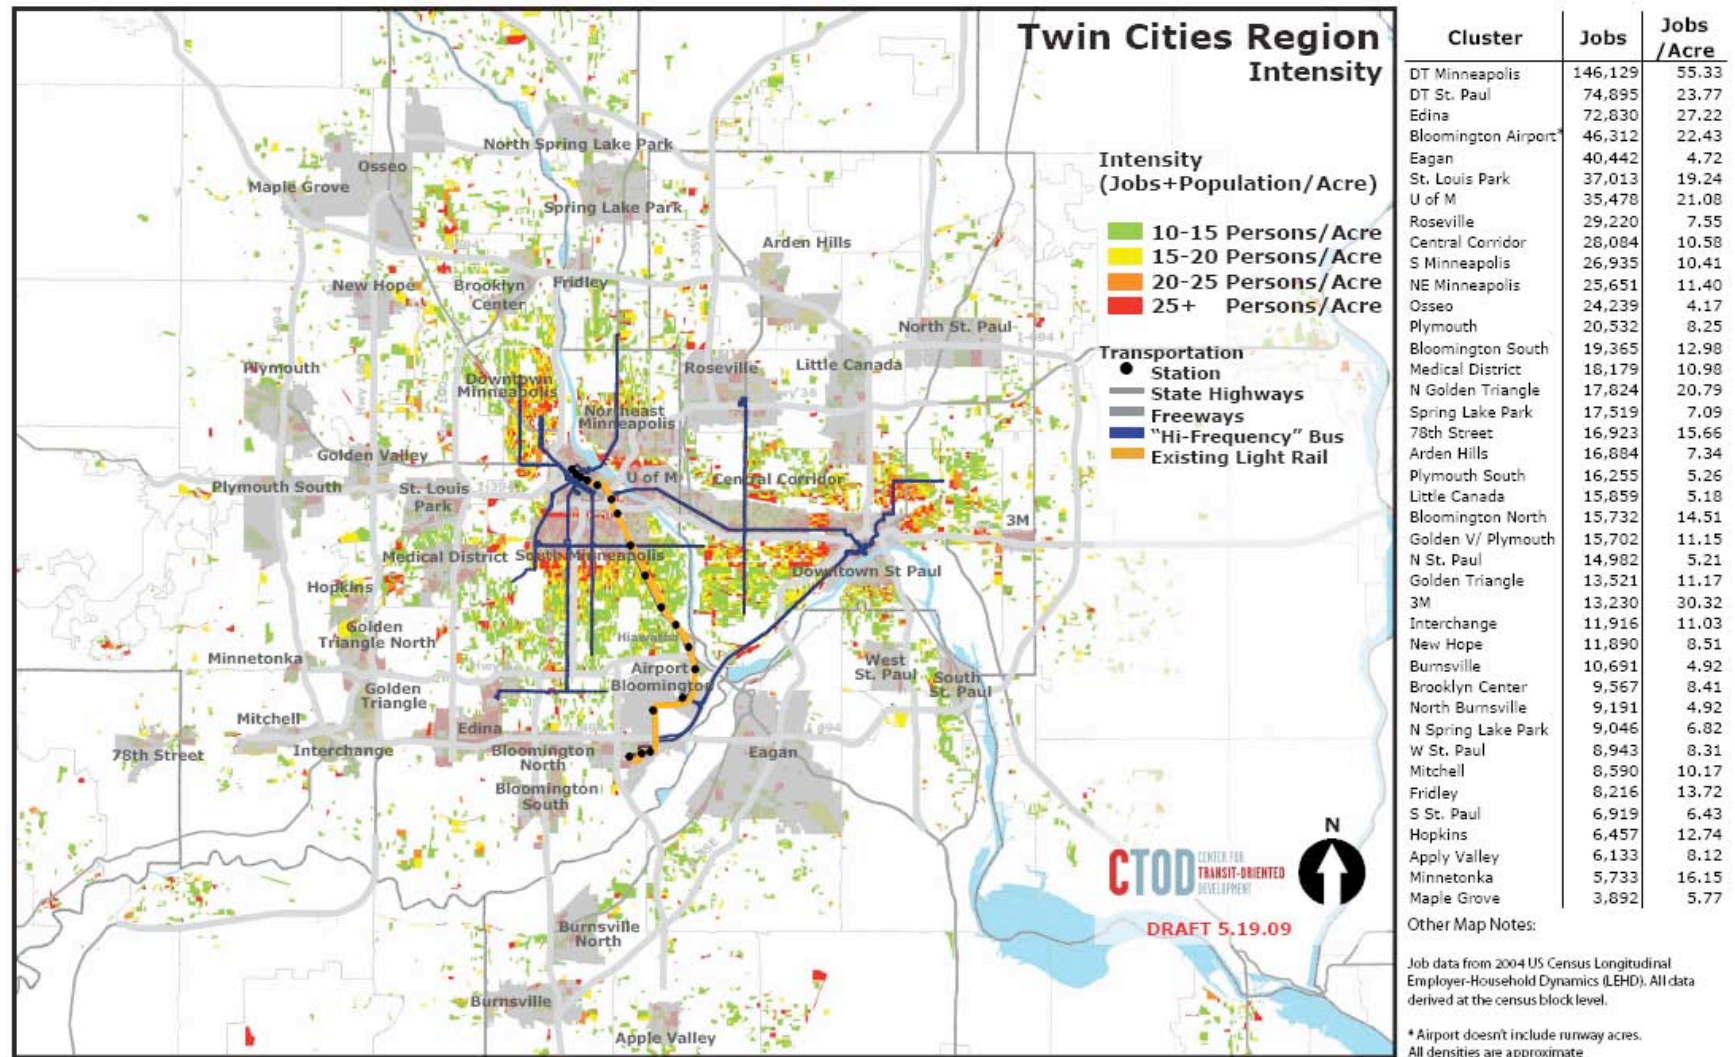 Twin Cities Region
Intensity
Intensity
(Jobs+Population/Acre)
10-15 Persons/Acre
15-20 Persons/Acre
20-25 Persons/Acre
25+ Persons/Acre
Transportation
Station
State Highways
Freeways
"Hi-Frequency" Bus
Existing Light Rail
North Spring Lake Park
Osseo
Maple Grove
Spring Lake Park
Arden Hills
I-35W
New Hope
Brooklyn
Center
Fridley
North St. Paul
I-694
Plymouth
Downtown
Minneapolis
Roseville
Little Canada
Northeast
Minneapolis
Golden Valley
Plymouth South
St. Louis
Park
I-394
U of M
Central Corridor
3M
Medical District
South Minneapolis
Downtown St Paul
Hopkins
Golden
Triangle North
Hiawatha
Minnetonka
Airport
Bloomington
West
St. Paul
South
St. Paul
Golden
Triangle
Mitchell
Edina
78th Street
Interchange
Bloomington
North
Eagan
Bloomington
South
Burnsville
North
Burnsville
Apple Valley
N
CTOD
CENTER FOR
TRANSIT-ORIENTED
DEVELOPMENT
DRAFT 5.19.09
Cluster Jobs Jobs
/Acre
DT Minneapolis 146,129 55.33
DT St. Paul 74,895 23.77
Edina 72,830 27.22
Bloomington Airport* 46,312 22.43
Eagan 40,442 4.72
St. Louis Park 37,013 19.24
U of M 35,478 21.08
Roseville 29,220 7.55
Central Corridor 28,084 10.58
S Minneapolis 26,935 10.41
NE Minneapolis 25,651 11.40
Osseo 24,239 4.17
Plymouth 20,532 8.25
Bloomington South 19,365 12.98
Medical District 18,179 10.98
N Golden Triangle 17,824 20.79
Spring Lake Park 17,519 7.09
78th Street 16,923 15.66
Arden Hills 16,884 7.34
Plymouth South 16,255 5.26
Little Canada 15,859 5.18
Bloomington North 15,732 14.51
Golden V/ Plymouth 15,702 11.15
N St. Paul 14,982 5.21
Golden Triangle 13,521 11.17
3M 13,230 30.32
Interchange 11,916 11.03
New Hope 11,890 8.51
Burnsville 10,691 4.92
Brooklyn Center 9,567 8.41
North Burnsville 9,191 4.92
N Spring Lake Park 9,046 6.82
W St. Paul 8,943 8.31
Mitchell 8,590 10.17
Fridley 8,216 13.72
S St. Paul 6,919 6.43
Hopkins 6,457 12.74
Apply Valley 6,133 8.12
Minnetonka 5,733 16.15
Maple Grove 3,892 5.77
Other Map Notes:
Job data from 2004 US Census Longitudinal
Employer-Household Dynamics (LEHD). All data
derived at the census block level.
* Airport doesn't include runway acres.
All densities are approximate